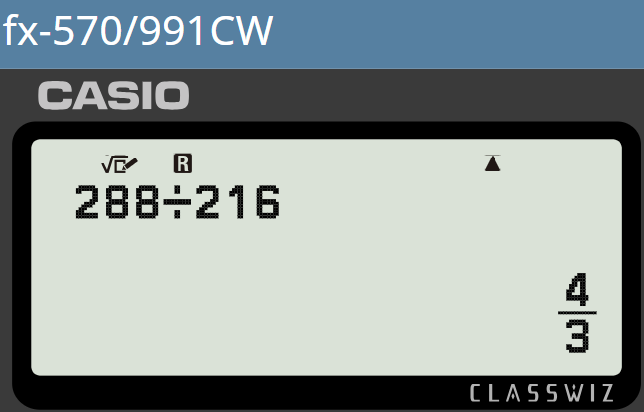 fx-570/991CW
CASIO
R
288÷216
4
3
CLASSWIZ